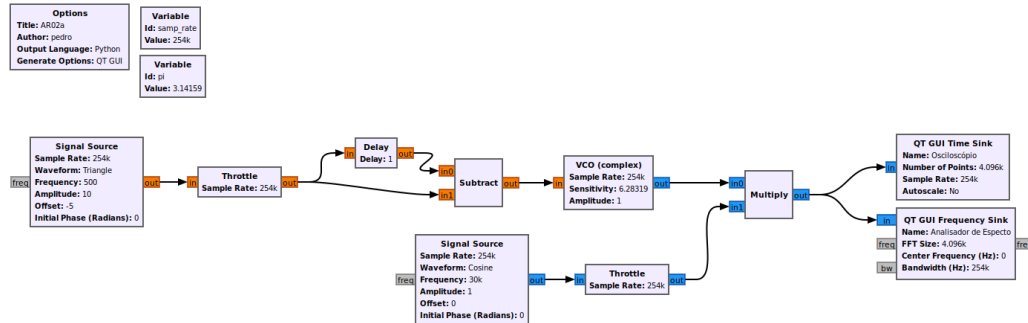 Options
Title: AR02a
Author: pedro
Output Language: Python
Generate Options: QT GUI
Variable
Id: samp_rate
Value: 254k
Variable
Id: pi
Value: 3.14159
Signal Source
Sample Rate: 254k
Waveform: Triangle
Frequency: 500
Amplitude: 10
Offset: -5
Initial Phase (Radians): 0
freq
out
in
Throttle
Sample Rate: 254k
out
in
Delay
Delay: 1
out
in0
in1
Subtract
out
in
VCO (complex)
Sample Rate: 254k
Sensitivity: 6.28319
Amplitude: 1
out
in0
in1
Multiply
out
Signal Source
Sample Rate: 254k
Waveform: Cosine
Frequency: 30k
Amplitude: 1
Offset: 0
Initial Phase (Radians): 0
freq
out
in
Throttle
Sample Rate: 254k
out
in
QT GUI Time Sink
Name: Osciloscópio
Number of Points: 4.096k
Sample Rate: 254k
Autoscale: No
in
freq
bw
QT GUI Frequency Sink
Name: Analisador de Especto
FFT Size: 4.096k
Center Frequency (Hz): 0
Bandwidth (Hz): 254k